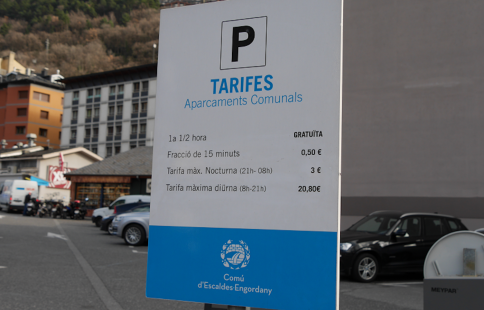 P
TARIFES
Aparcaments Comunals
1a 1/2 hora GRATUÏTA
Fracció de 15 minuts 0,50 €
Tarifa màx. Nocturna (21h- 08h) 3 €
Tarifa màxima diürna (8h-21h) 20,80€
Comú
d'Escaldes-Engordany